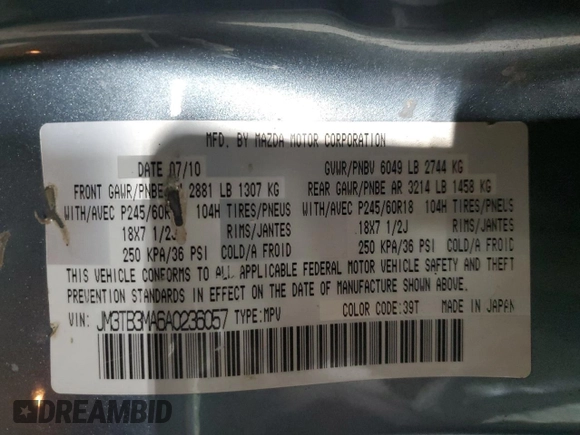 MFD. BY MAZDA MOTOR CORPORATION
DATE 07/10 GVWR/PNBV 6049 LB 2744 KG
FRONT GAWR/PNBE 2881 LB 1307 KG REAR GAWR/PNBE AR 3214 LB 1458 KG
WITH/AVEC P245/60R 104H TIRES/PNEUS WITH/AVEC P245/60R18 104H TIRES/PNEUS
18X7 1/2J RIMS/JANTES 18X7 1/2J RIMS/JANTES
250 KPA/36 PSI COLD/A FROID 250 KPA/36 PSI COLD/A FROID
THIS VEHICLE CONFORMS TO ALL APPLICABLE FEDERAL MOTOR VEHICLE SAFETY AND THEFT
PREVENTION STANDARDS IN EFFECT ON THE DATE OF MANUFACTURE SHOWN ABOVE.
VIN: JM3TB3MA6A0236057 TYPE:MPV COLOR CODE:39T MADE IN JAPAN
DREAMBID